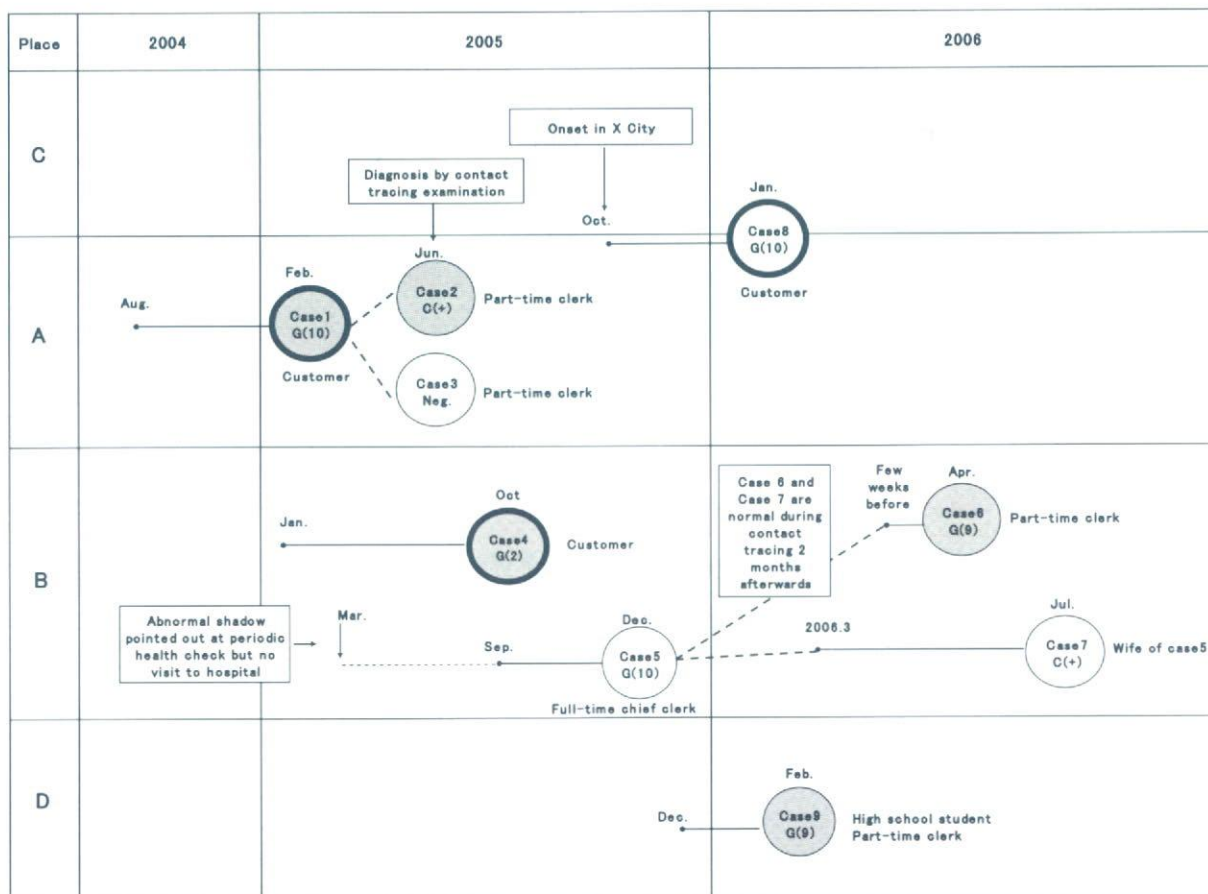 Place
2004
2005
2006
C
Onset in X City
Diagnosis by contact
tracing examination
Oct.
Jan.
Case8
G(10)
Customer
A
Aug.
Feb.
Case1
G(10)
Customer
Jun.
Case2
C(+)
Part-time clerk
Case3
Neg.
Part-time clerk
B
Jan.
Oct
Case4
G(2)
Customer
Case 6 and
Case 7 are
normal during
contact
tracing 2
months
afterwards
Few
weeks
before
Apr.
Case6
G(9)
Part-time clerk
Abnormal shadow
pointed out at periodic
health check but no
visit to hospital
Mar.
Sep.
Dec.
Case5
G(10)
Full-time chief clerk
2006.3
Jul.
Case7
C(+)
Wife of case5
D
Dec.
Feb.
Case9
G(9)
High school student
Part-time clerk